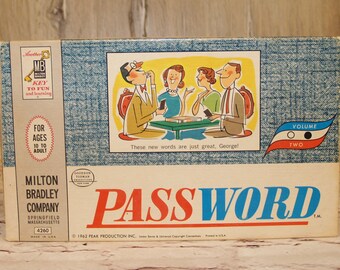 MB
KEY
TO FUN
and learning
FOR
AGES
10 TO
ADULT
These new words are just great, George!
VOLUME
TWO
MILTON
BRADLEY
COMPANY
SPRINGFIELD
MASSACHUSETTS
4260
PASSWORD
T.M.
© 1962 PEAK PRODUCTION INC.